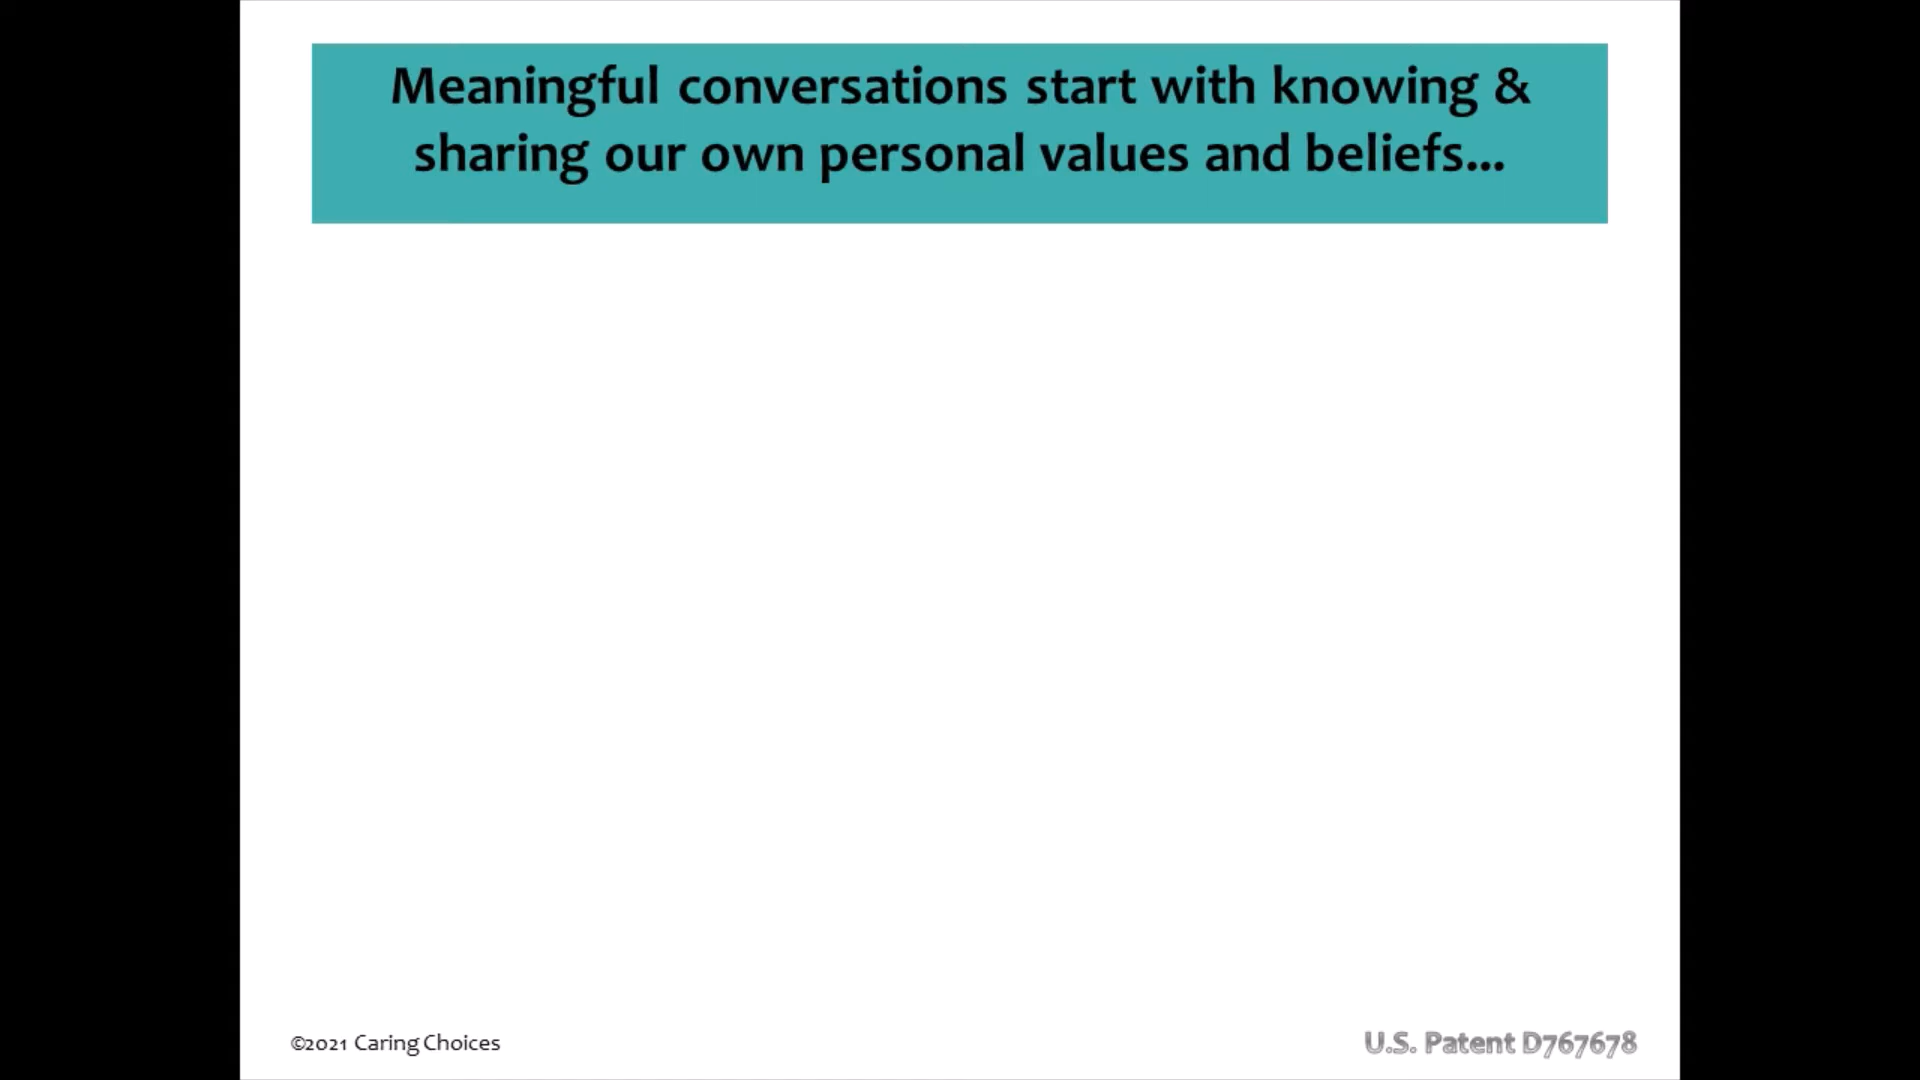 Meaningful conversations start with knowing &
sharing our own personal values and beliefs...
©2021 Caring Choices
U.S. Patent D767678